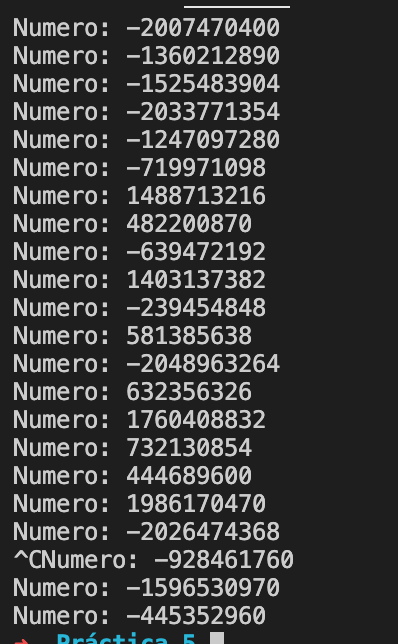 Numero: -2007470400
Numero: -1360212890
Numero: -1525483904
Numero: -2033771354
Numero: -1247097280
Numero: -719971098
Numero: 1488713216
Numero: 482200870
Numero: -639472192
Numero: 1403137382
Numero: -239454848
Numero: 581385638
Numero: -2048963264
Numero: 632356326
Numero: 1760408832
Numero: 732130854
Numero: 444689600
Numero: 1986170470
Numero: -2026474368
^CNumero: -928461760
Numero: -1596530970
Numero: -445352960
→ Práctica 5